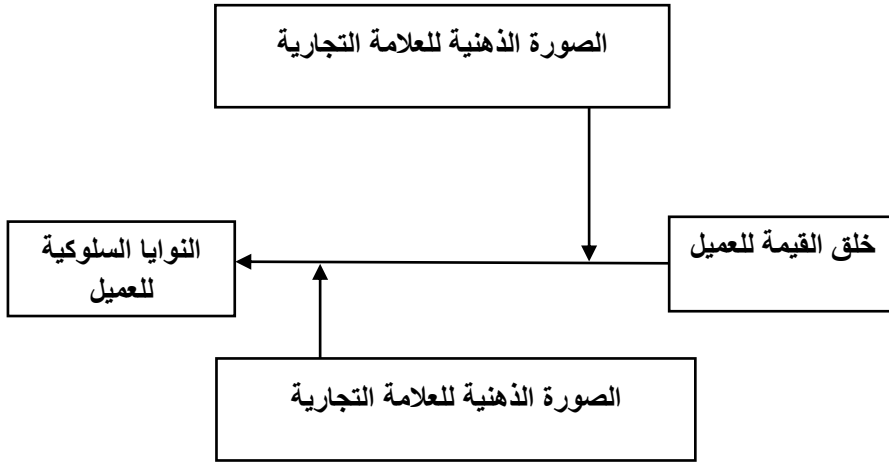 الصورة الذهنية للعلامة التجارية
خلق القيمة للعميل
النوايا السلوكية
للعميل
الصورة الذهنية للعلامة التجارية